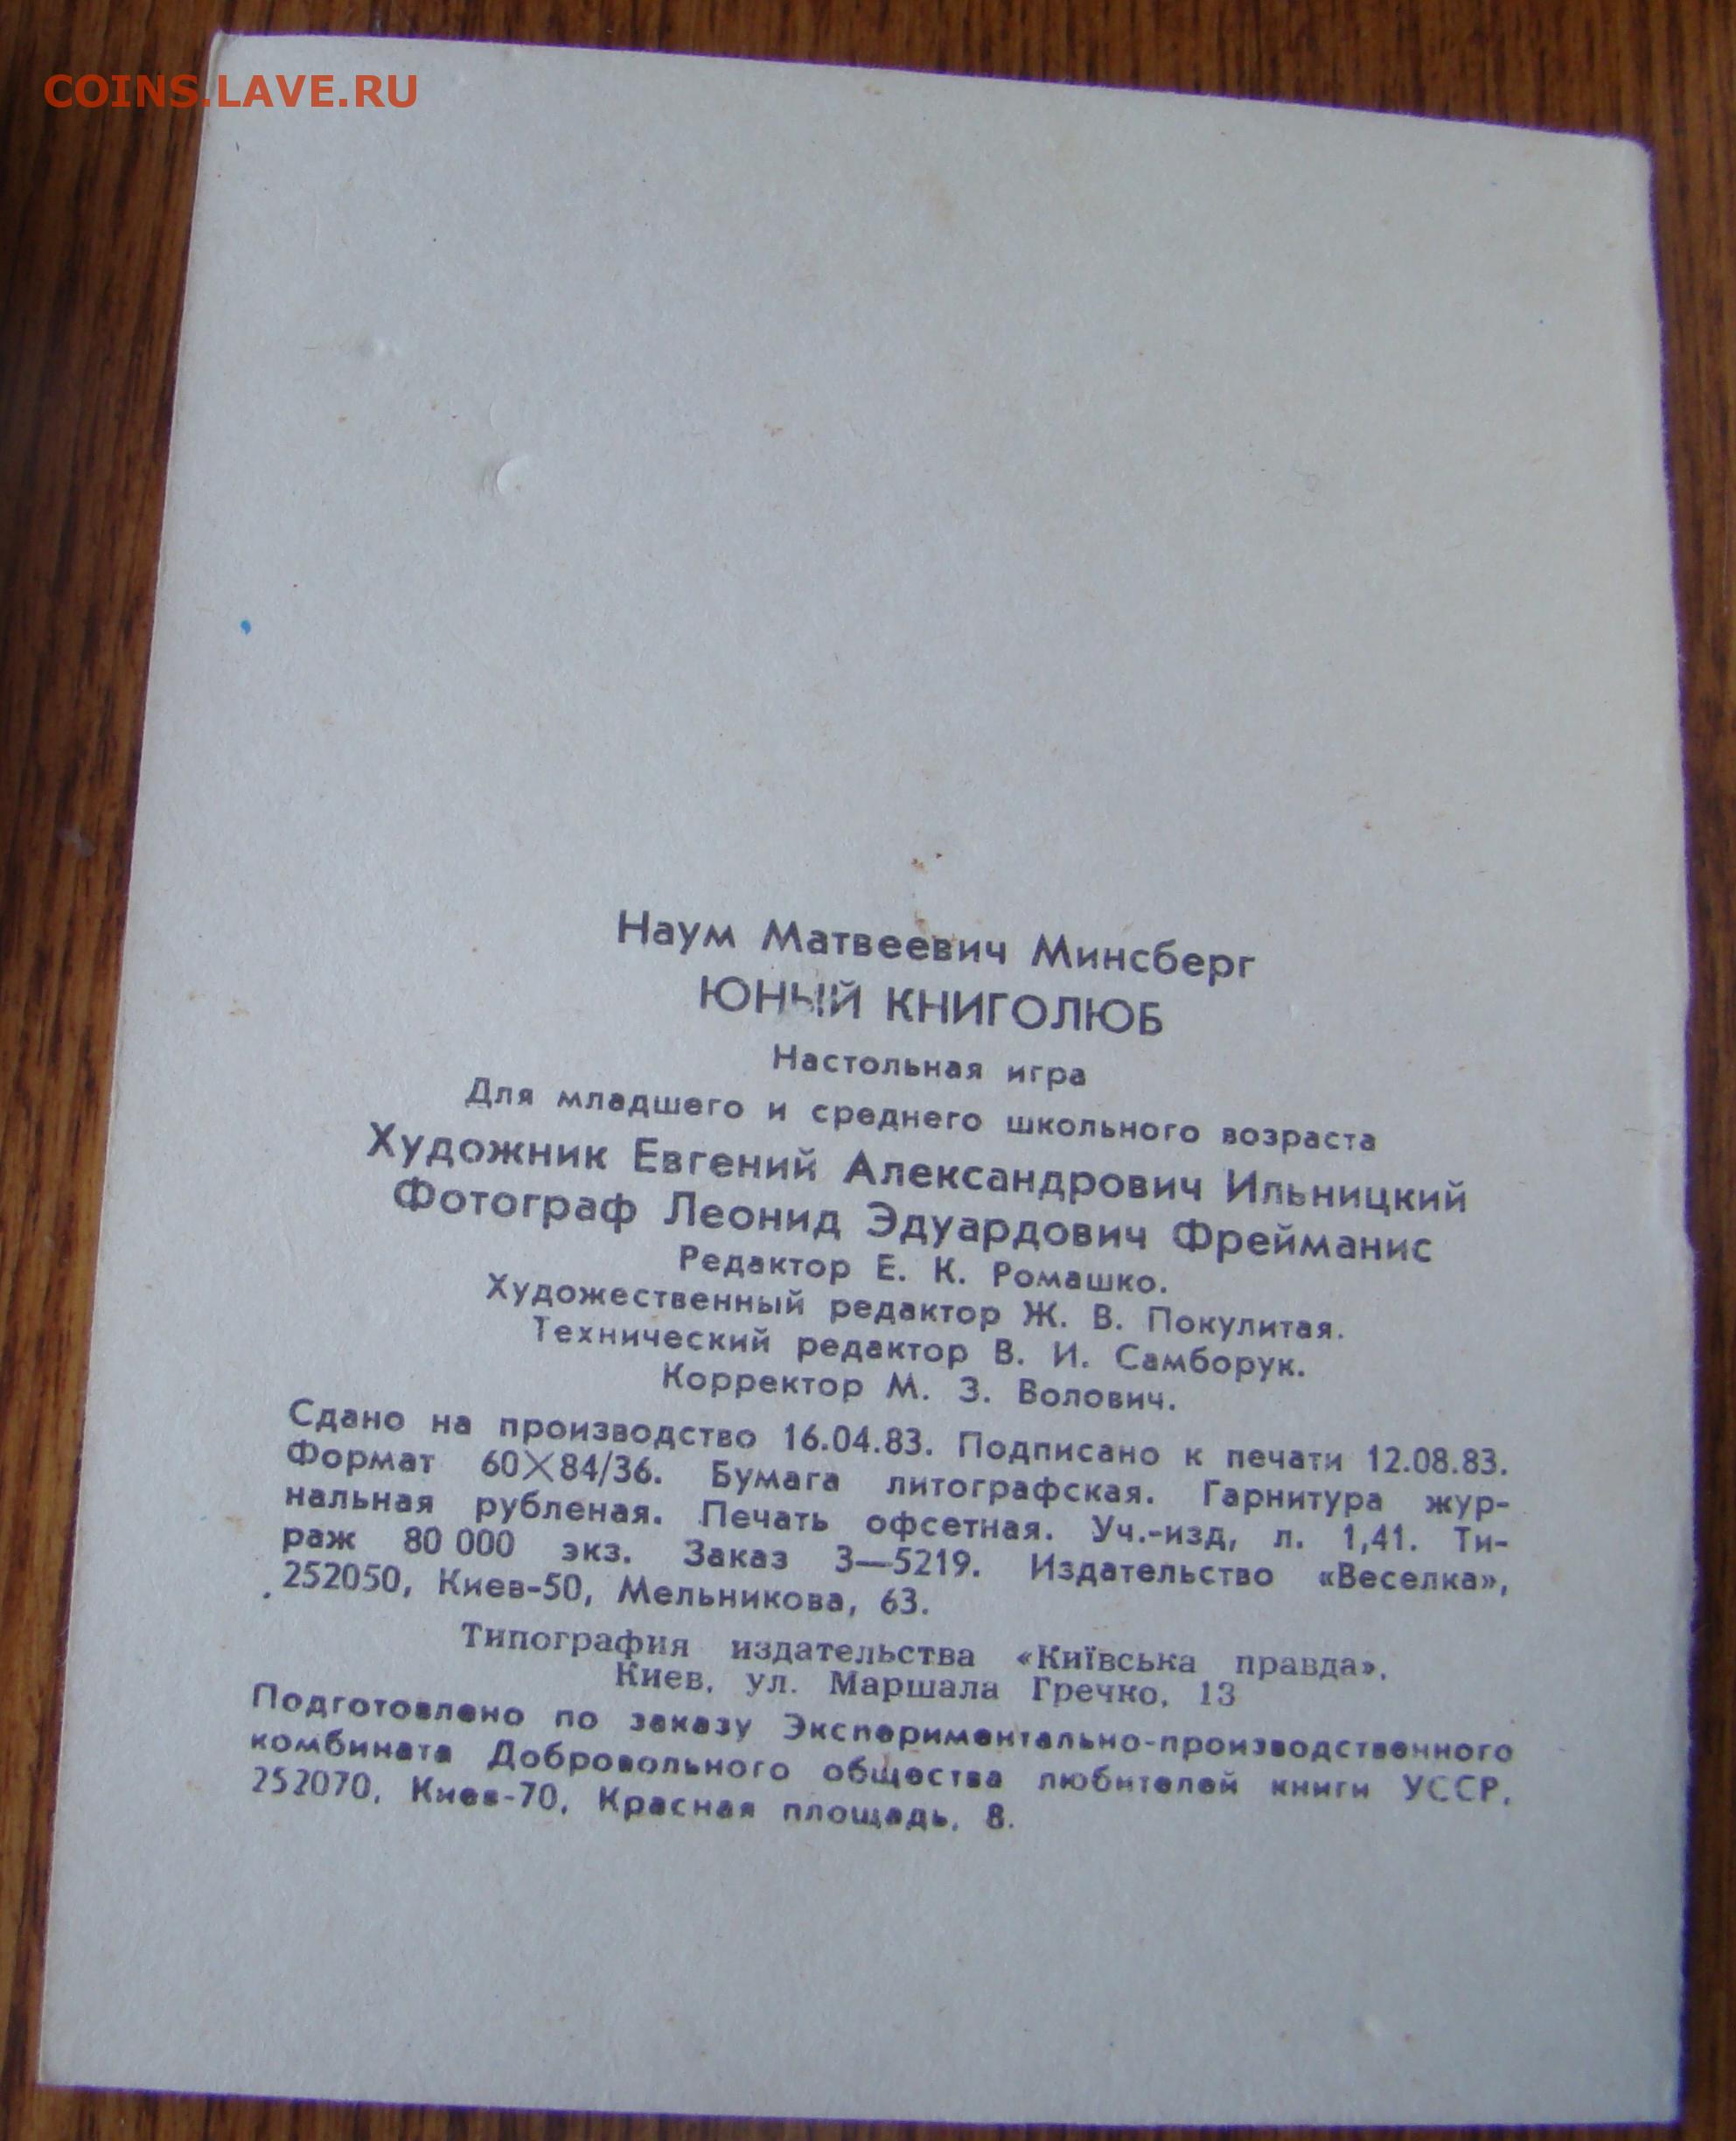 COINS.LAVE.RU
Наум Матвеевич Минсберг
ЮНЫЙ КНИГОЛЮБ
Настольная игра
Для младшего и среднего школьного возраста
Художник Евгений Александрович Ильницкий
Фотограф Леонид Эдуардович Фрейманис
Редактор Е. К. Ромашко.
Художественный редактор Ж. В. Покулитая.
Технический редактор В. И. Самборук.
Корректор М. З. Волович.
Сдано на производство 16.04.83. Подписано к печати 12.08.83.
Формат 60×84/36. Бумага литографская. Гарнитура жур-
нальная рубленая. Печать офсетная. Уч.-изд, л. 1,41. Ти-
раж 80 000 экз. Заказ 3—5219. Издательство «Веселка»,
252050, Киев-50, Мельникова, 63.
Типография издательства «Київська правда».
Киев, ул. Маршала Гречко, 13
Подготовлено по заказу Экспериментально-производственного
комбината Добровольного общества любителей книги УССР,
252070, Киев-70, Красная площадь, 8.